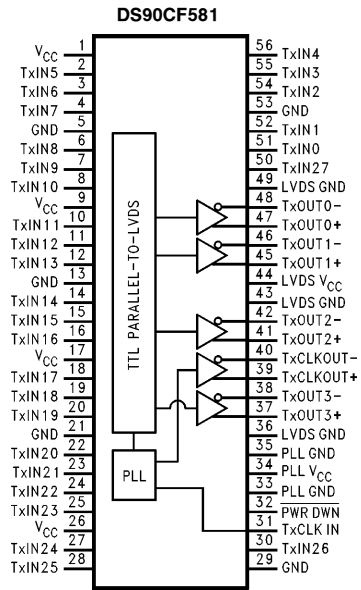 DS90CF581
VCC 1 56 TxIN4
TxIN5 2 55 TxIN3
TxIN6 3 54 TxIN2
TxIN7 4 53 GND
GND 5 52 TxIN1
TxIN8 6 51 TxIN0
TxIN9 7 50 TxIN27
TxIN10 8 49 LVDS GND
VCC 9 48 TxOUT0−
TxIN11 10 47 TxOUT0+
TxIN12 11 46 TxOUT1−
TxIN13 12 45 TxOUT1+
GND 13 44 LVDS VCC
TxIN14 14 43 LVDS GND
TxIN15 15 42 TxOUT2−
TxIN16 16 41 TxOUT2+
VCC 17 40 TxCLKOUT−
TxIN17 18 39 TxCLKOUT+
TxIN18 19 38 TxOUT3−
TxIN19 20 37 TxOUT3+
GND 21 36 LVDS GND
TxIN20 22 35 PLL GND
TxIN21 23 34 PLL VCC
TxIN22 24 33 PLL GND
TxIN23 25 32 PWR DWN
VCC 26 31 TxCLK IN
TxIN24 27 30 TxIN26
TxIN25 28 29 GND
TTL PARALLEL-TO-LVDS
PLL